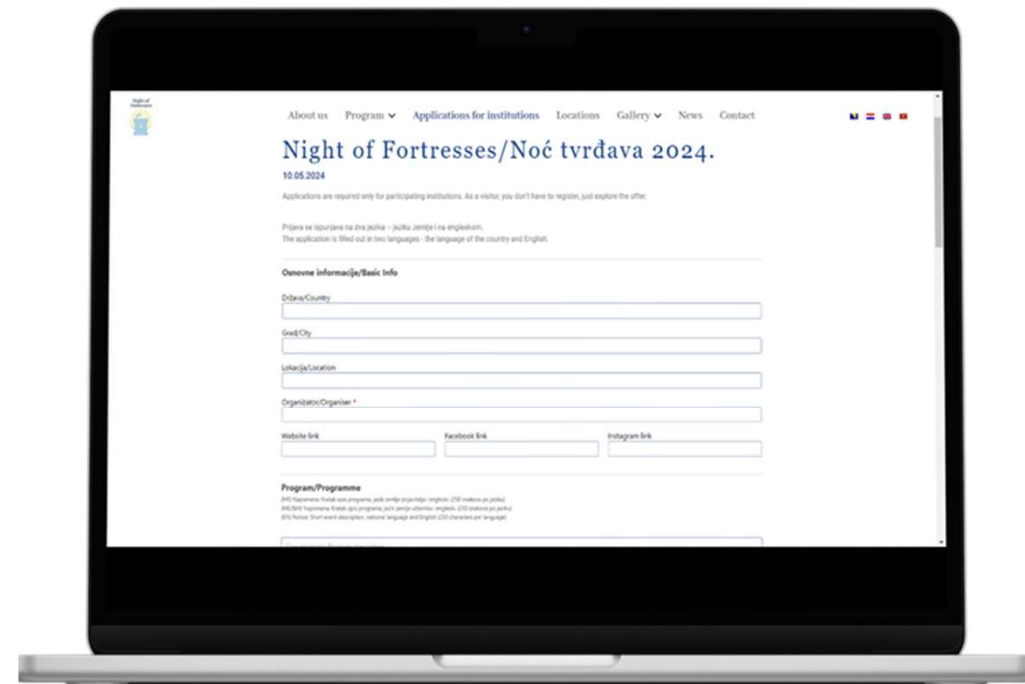 Night of
Fortresses
About us Program Applications for institutions Locations Gallery News Contact
Night of Fortresses/Noć tvrđava 2024.
10.05.2024
Applications are required only for participating institutions. As a visitor, you don't have to register, just explore the offer.
Prijava se ispunjava na dva jezika – jeziku zemlje i na engleskom.
The application is filled out in two languages - the language of the country and English.
Osnovne informacije/Basic Info
Država/Country
Grad/City
Lokacija/Location
Organizator/Organiser *
Website link Facebook link Instagram link
Program/Programme
(EN) Notice: Short event description, national language and English (250 characters per language)